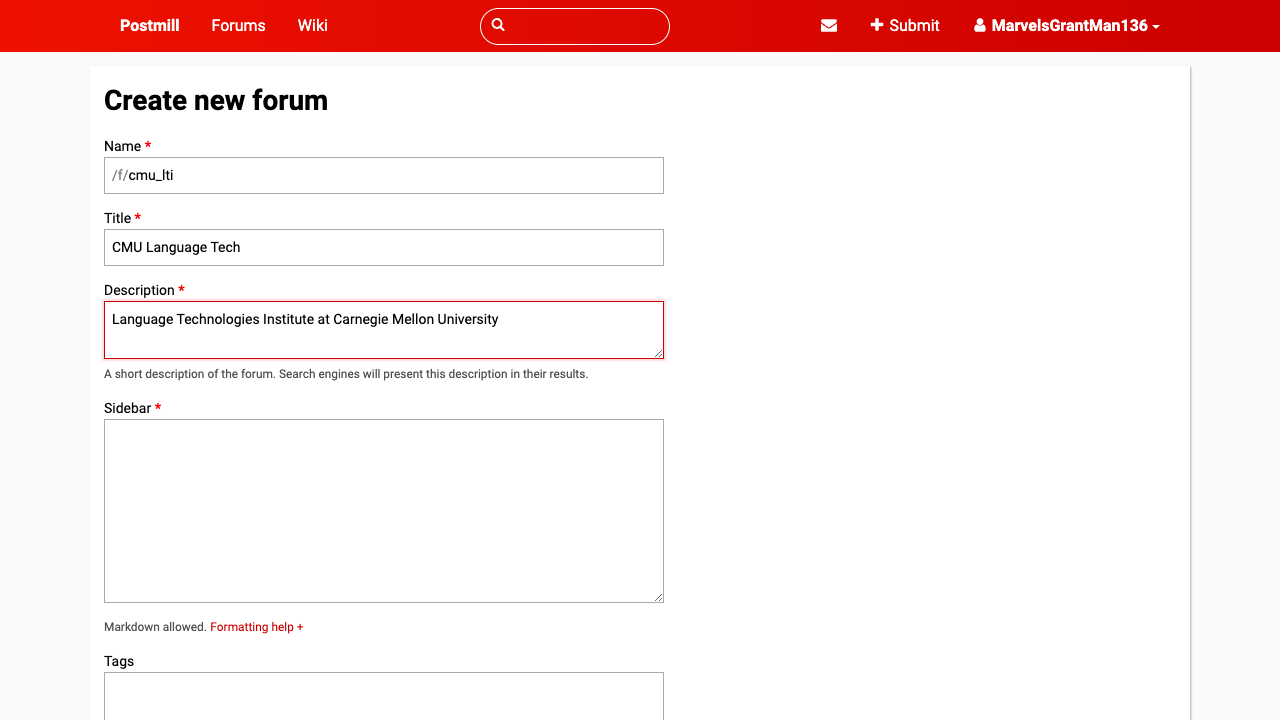 Postmill Forums Wiki Submit MarvelsGrantMan136
Create new forum
Name *
/f/cmu_lti
Title *
CMU Language Tech
Description *
Language Technologies Institute at Carnegie Mellon University
A short description of the forum. Search engines will present this description in their results.
Sidebar *
Markdown allowed. Formatting help +
Tags